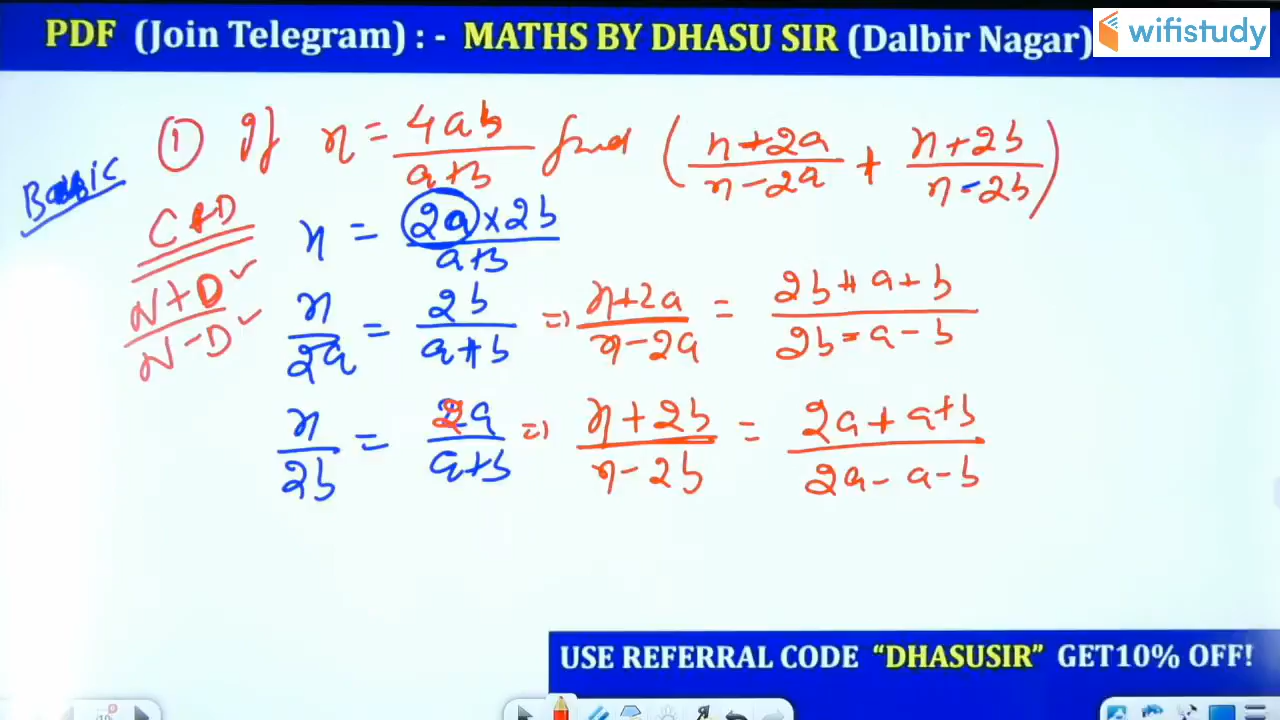 PDF (Join Telegram) : - MATHS BY DHASU SIR (Dalbir Nagar)
wifistudy
① If x = 4ab/(a+b) find ((x+2a)/(x-2a) + (x+2b)/(x-2b))
Basic
C & D
x = (2a × 2b)/(a+b)
(N+D)/(N-D) ✓ ✓
x/2a = 2b/(a+b) ⇒ (x+2a)/(x-2a) = (2b+a+b)/(2b-a-b)
x/2b = 2a/(a+b) ⇒ (x+2b)/(x-2b) = (2a+a+b)/(2a-a-b)
USE REFERRAL CODE “DHASUSIR” GET10% OFF!